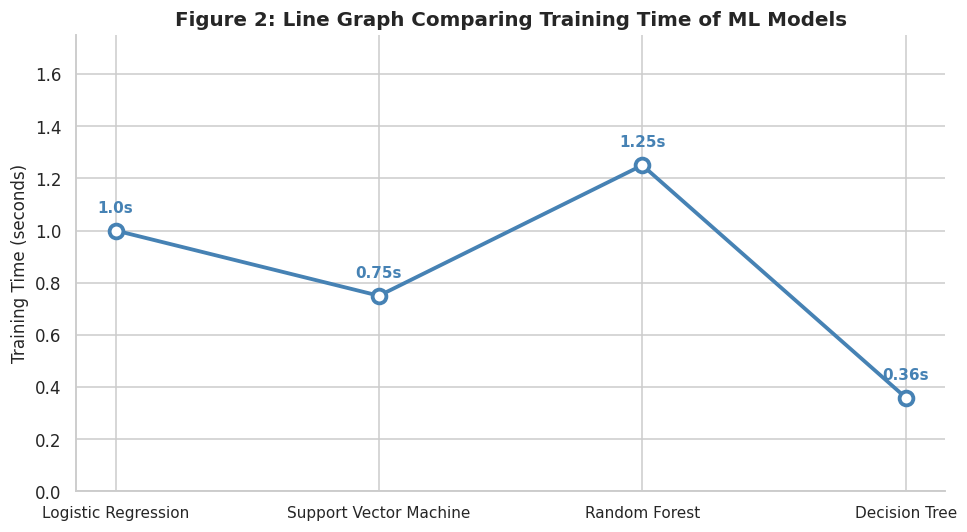 Figure 2: Line Graph Comparing Training Time of ML Models
Training Time (seconds)
1.6
1.4
1.2
1.0
0.8
0.6
0.4
0.2
0.0
1.0s
0.75s
1.25s
0.36s
Logistic Regression
Support Vector Machine
Random Forest
Decision Tree